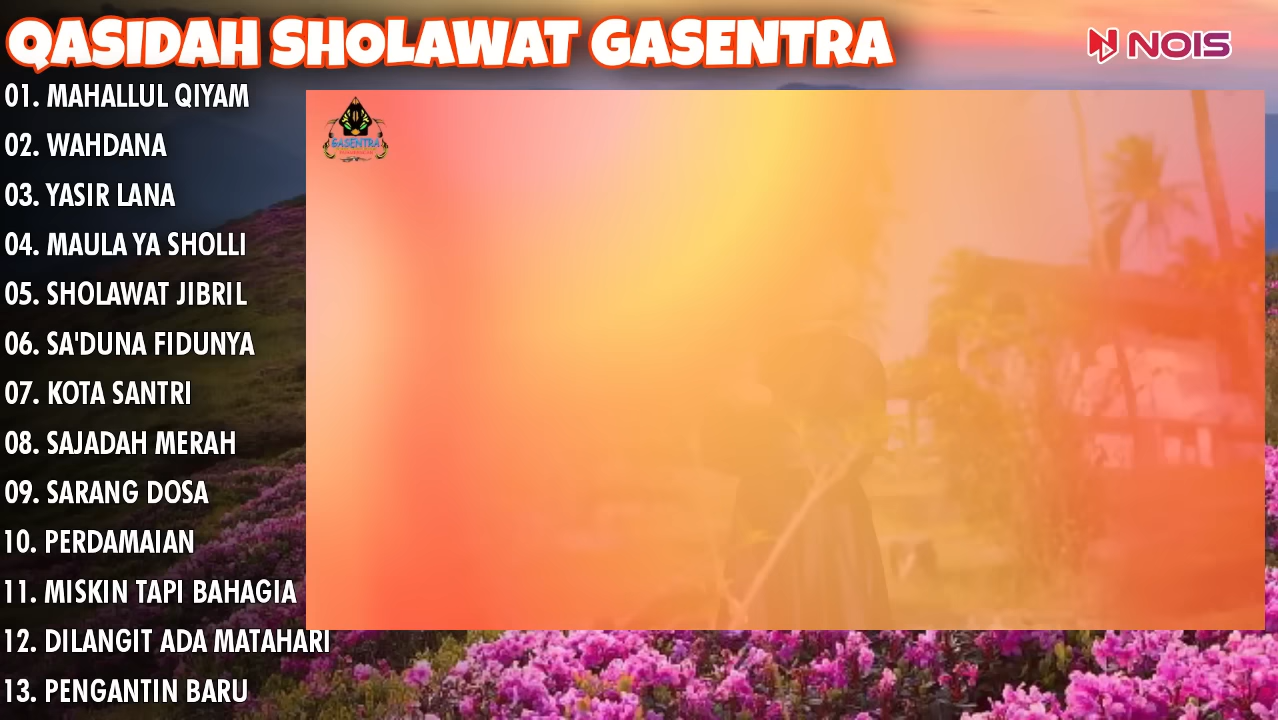 QASIDAH SHOLAWAT GASENTRA
NOIS
01. MAHALLUL QIYAM
02. WAHDANA
03. YASIR LANA
04. MAULA YA SHOLLI
05. SHOLAWAT JIBRIL
06. SA'DUNA FIDUNYA
07. KOTA SANTRI
08. SAJADAH MERAH
09. SARANG DOSA
10. PERDAMAIAN
11. MISKIN TAPI BAHAGIA
12. DILANGIT ADA MATAHARI
13. PENGANTIN BARU
GASENTRA